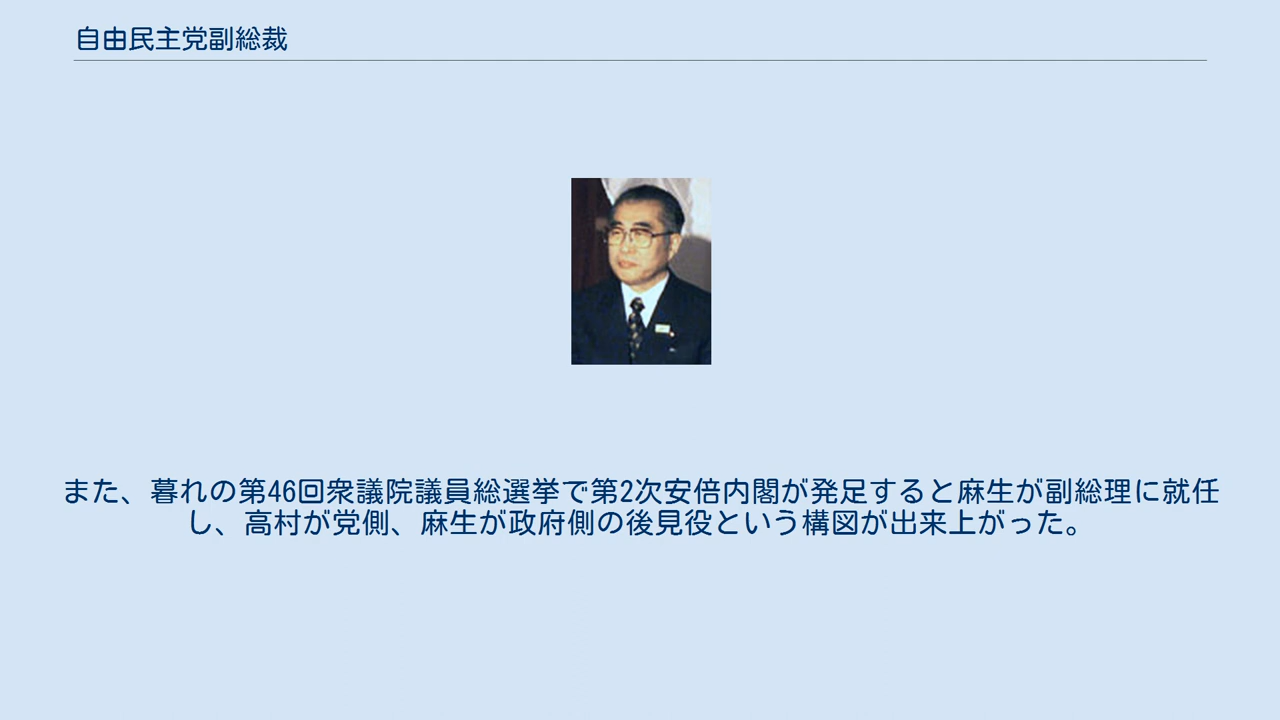 自由民主党副総裁
また、暮れの第46回衆議院議員総選挙で第2次安倍内閣が発足すると麻生が副総理に就任
し、高村が党側、麻生が政府側の後見役という構図が出来上がった。